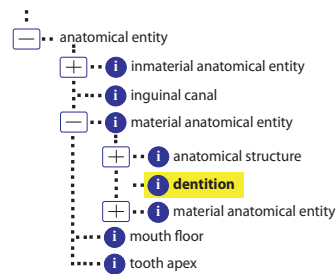 anatomical entity
i inmaterial anatomical entity
i inguinal canal
i material anatomical entity
i anatomical structure
i dentition
i material anatomical entity
i mouth floor
i tooth apex